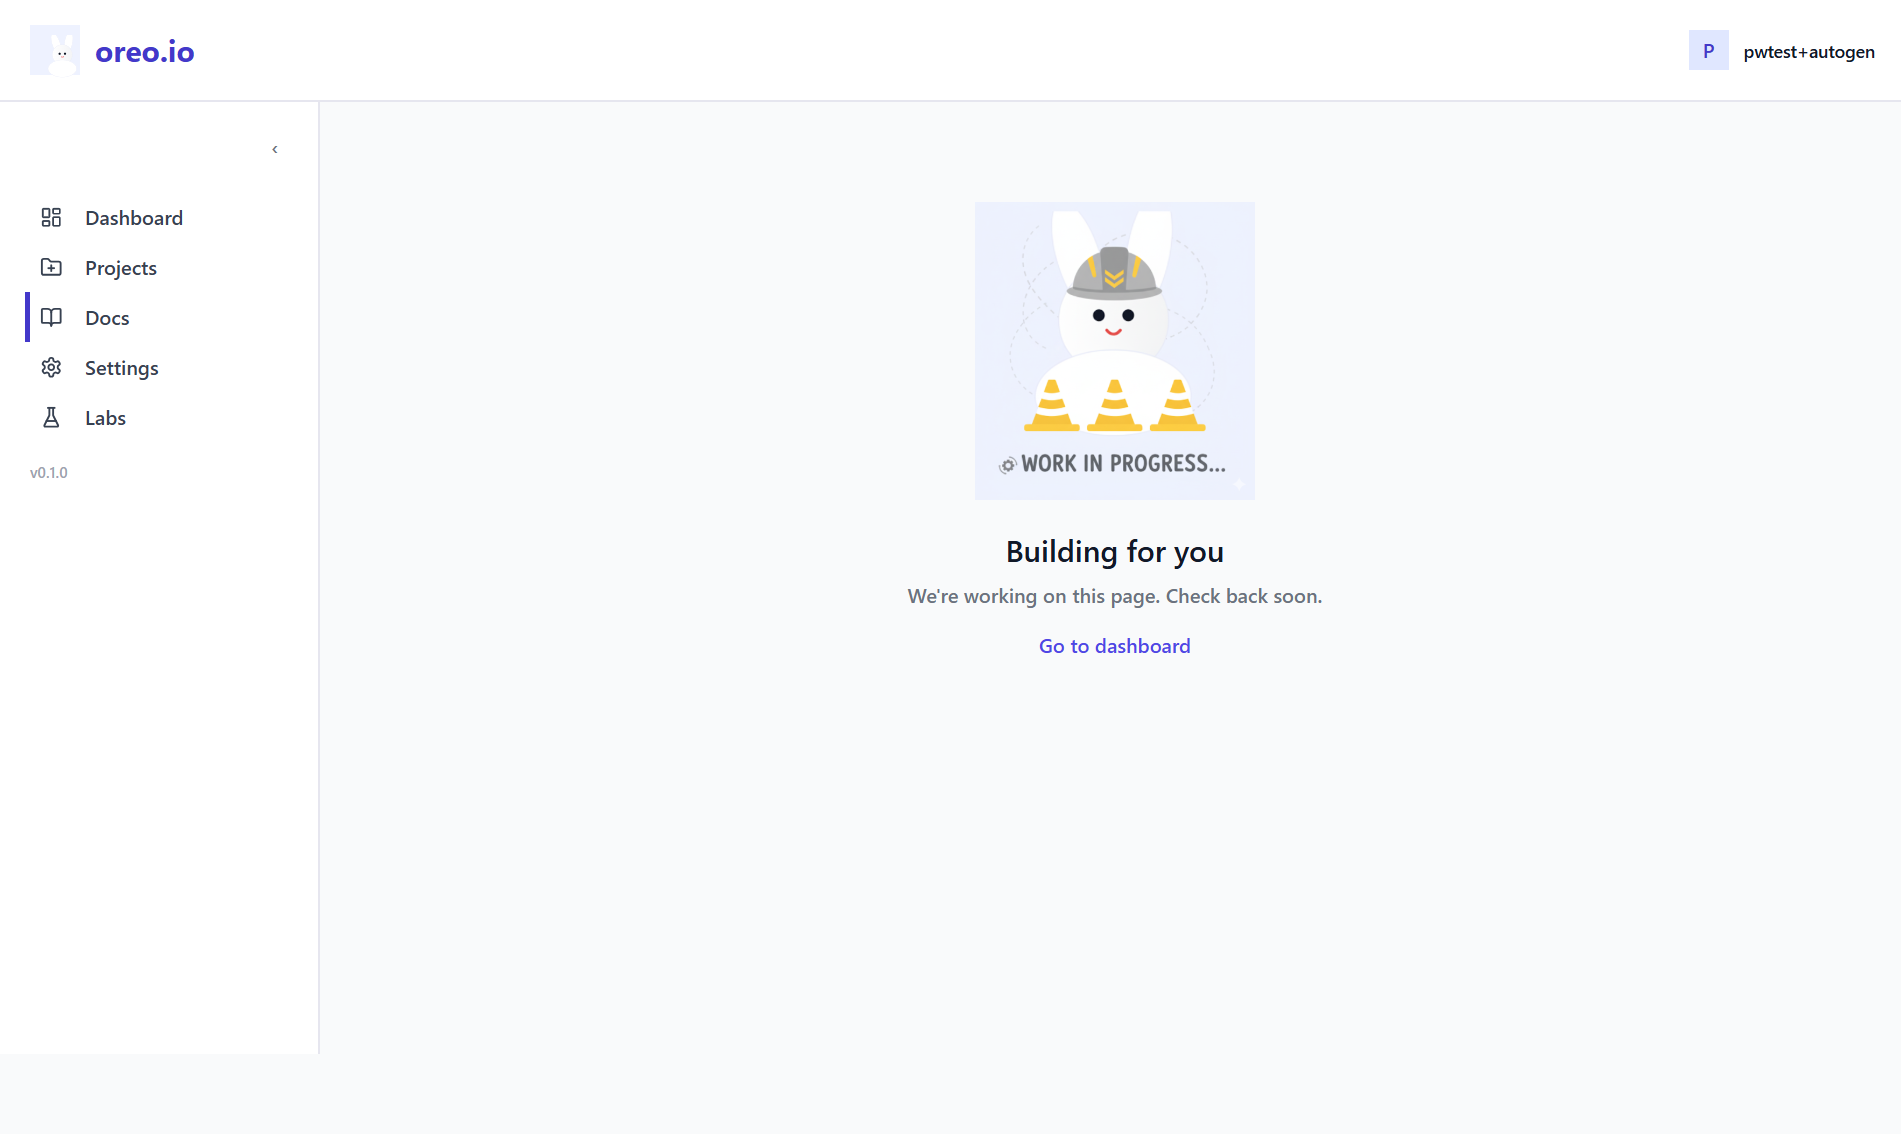 oreo.io
P
pwtest+autogen
‹
Dashboard
Projects
Docs
Settings
Labs
v0.1.0
WORK IN PROGRESS...
Building for you
We're working on this page. Check back soon.
Go to dashboard